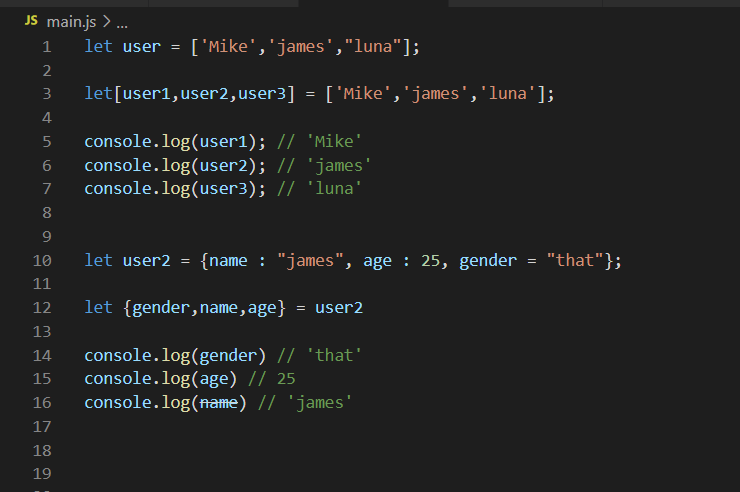 JS main.js > ...
1 let user = ['Mike','james',"luna"];
2
3 let[user1,user2,user3] = ['Mike','james','luna'];
4
5 console.log(user1); // 'Mike'
6 console.log(user2); // 'james'
7 console.log(user3); // 'luna'
8
9
10 let user2 = {name : "james", age : 25, gender = "that"};
11
12 let {gender,name,age} = user2
13
14 console.log(gender) // 'that'
15 console.log(age) // 25
16 console.log(name) // 'james'
17
18
19